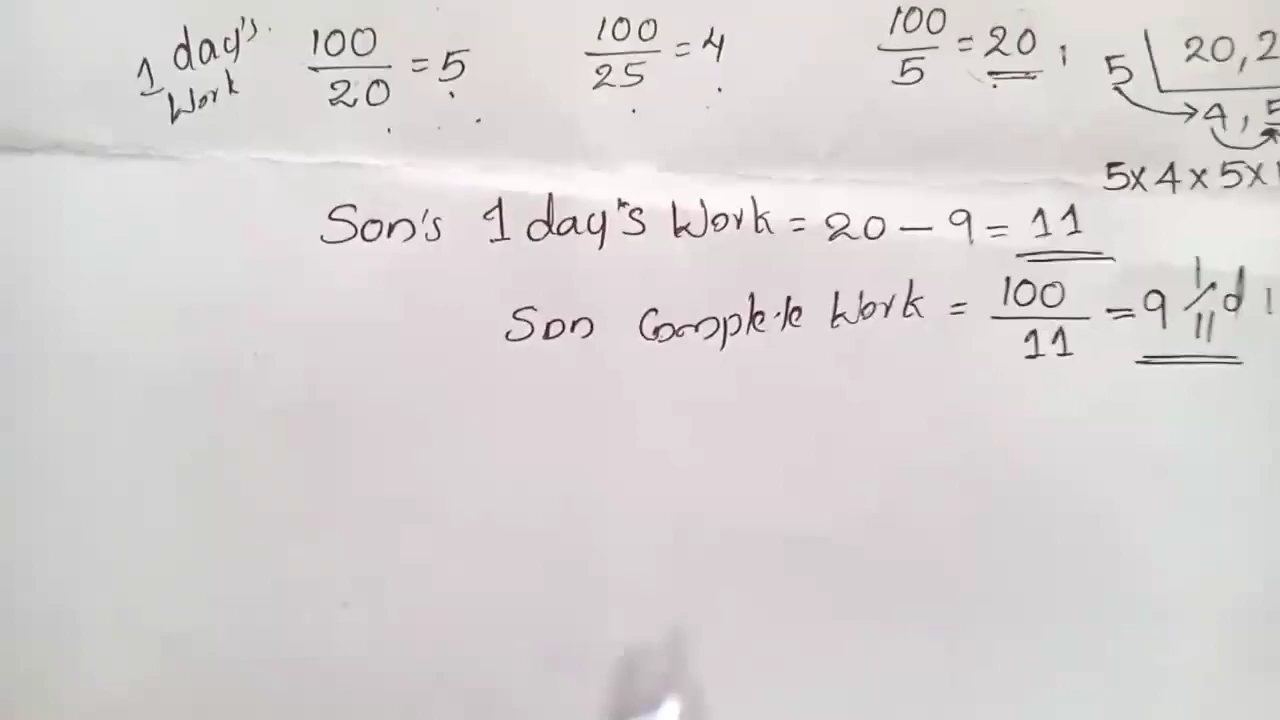 1 day's 100/20 = 5 100/25 = 4 100/5 = 20 5 | 20, 2
Work 4, 5
5x4x5x1
Son's 1 day's Work = 20 - 9 = 11
Son Complete Work = 100/11 = 9 1/11 d